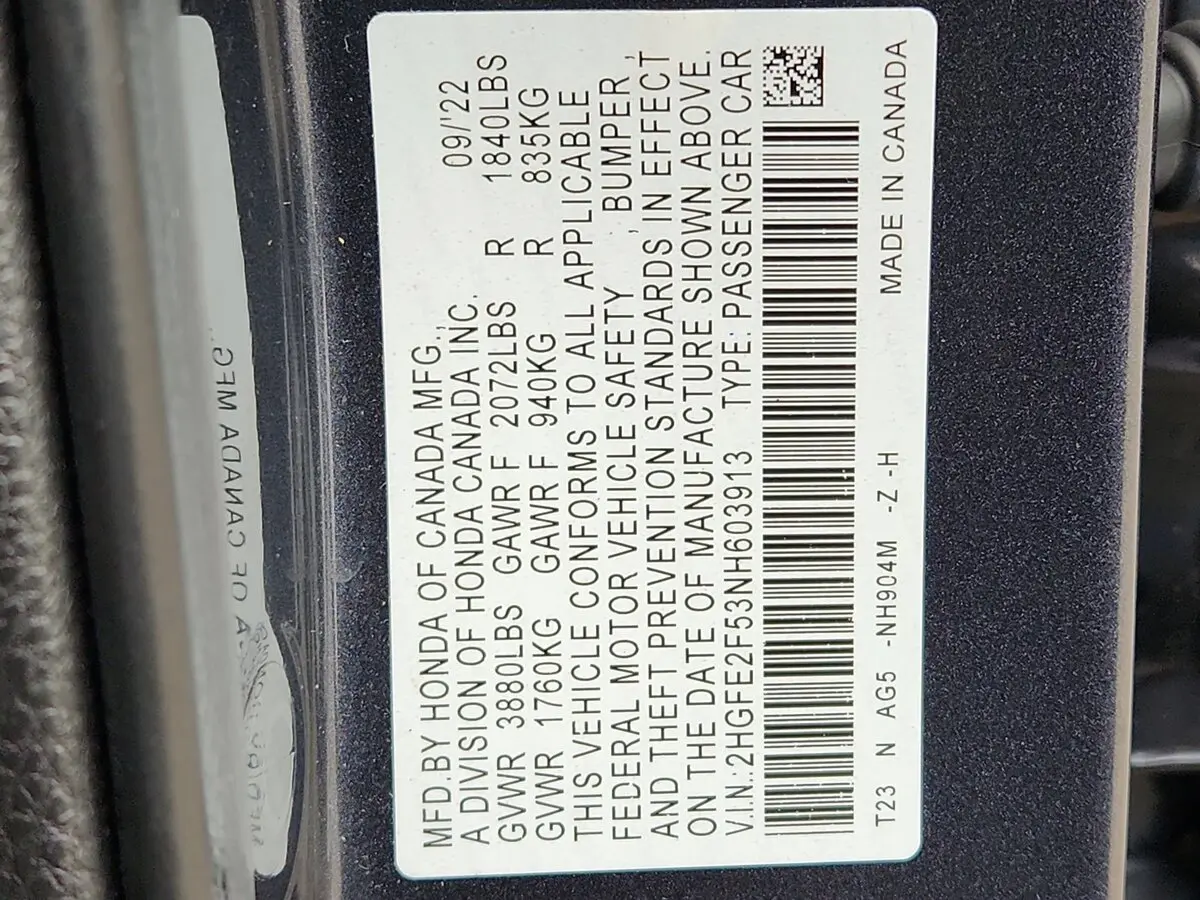 MFD.BY HONDA OF CANADA MFG.,
A DIVISION OF HONDA CANADA INC. 09/'22
GVWR 3880LBS GAWR F 2072LBS R 1840LBS
GVWR 1760KG GAWR F 940KG R 835KG
THIS VEHICLE CONFORMS TO ALL APPLICABLE
FEDERAL MOTOR VEHICLE SAFETY , BUMPER ,
AND THEFT PREVENTION STANDARDS IN EFFECT
ON THE DATE OF MANUFACTURE SHOWN ABOVE.
V.I.N.:2HGFE2F53NH603913 TYPE: PASSENGER CAR
T23 N AG5 -NH904M -Z -H MADE IN CANADA
A OF CANADA MFG